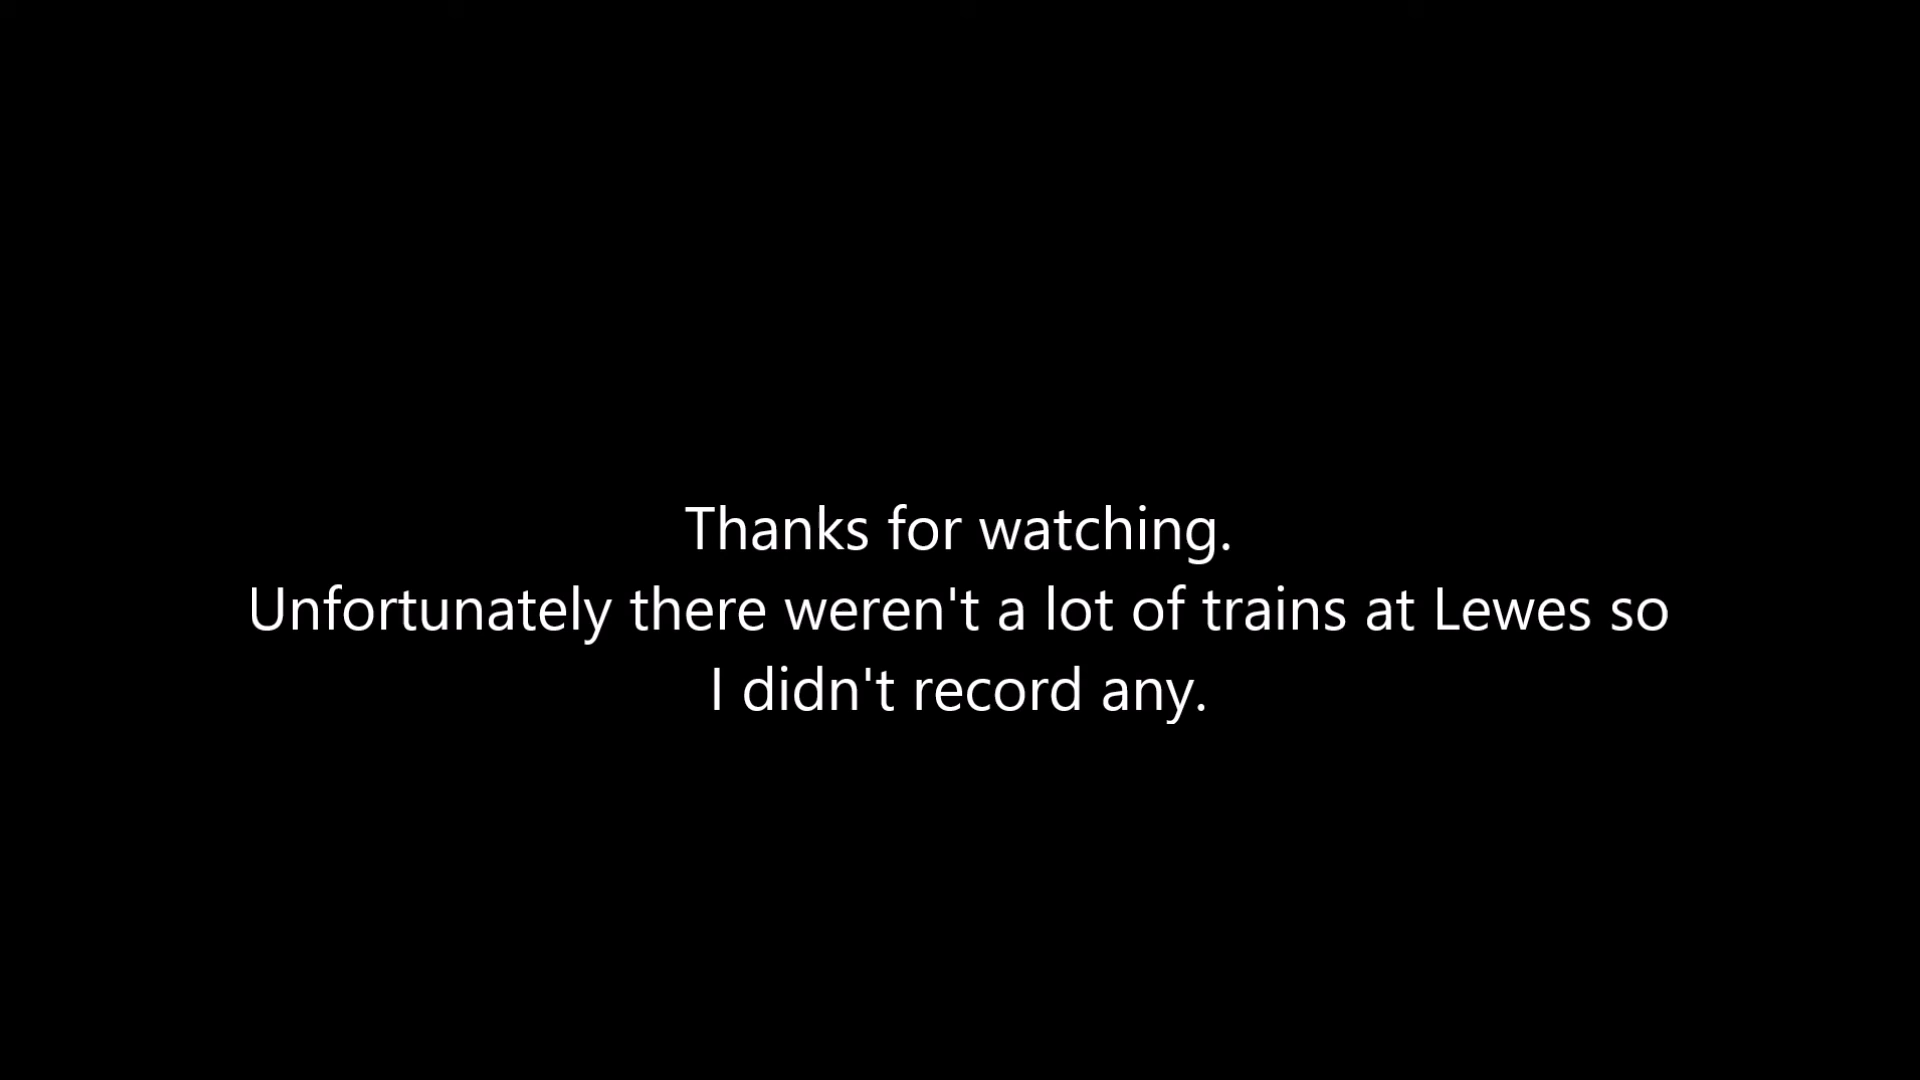 Thanks for watching.
Unfortunately there weren't a lot of trains at Lewes so
I didn't record any.